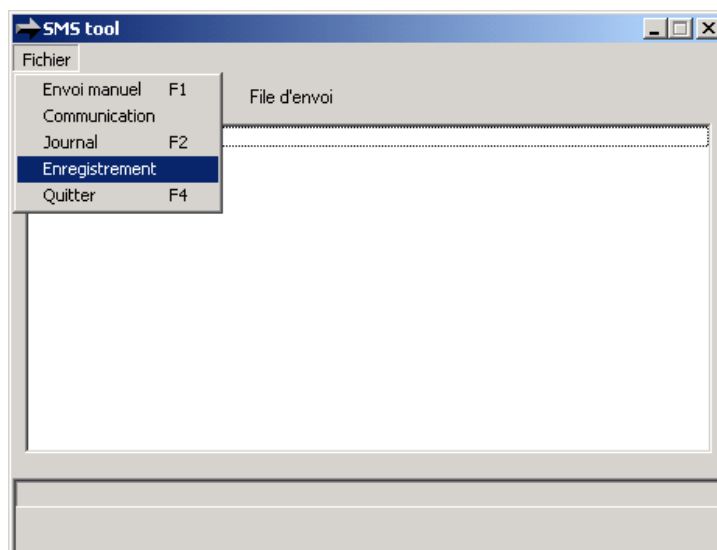 SMS tool
Fichier
Envoi manuel F1
Communication
Journal F2
Enregistrement
Quitter F4
File d'envoi